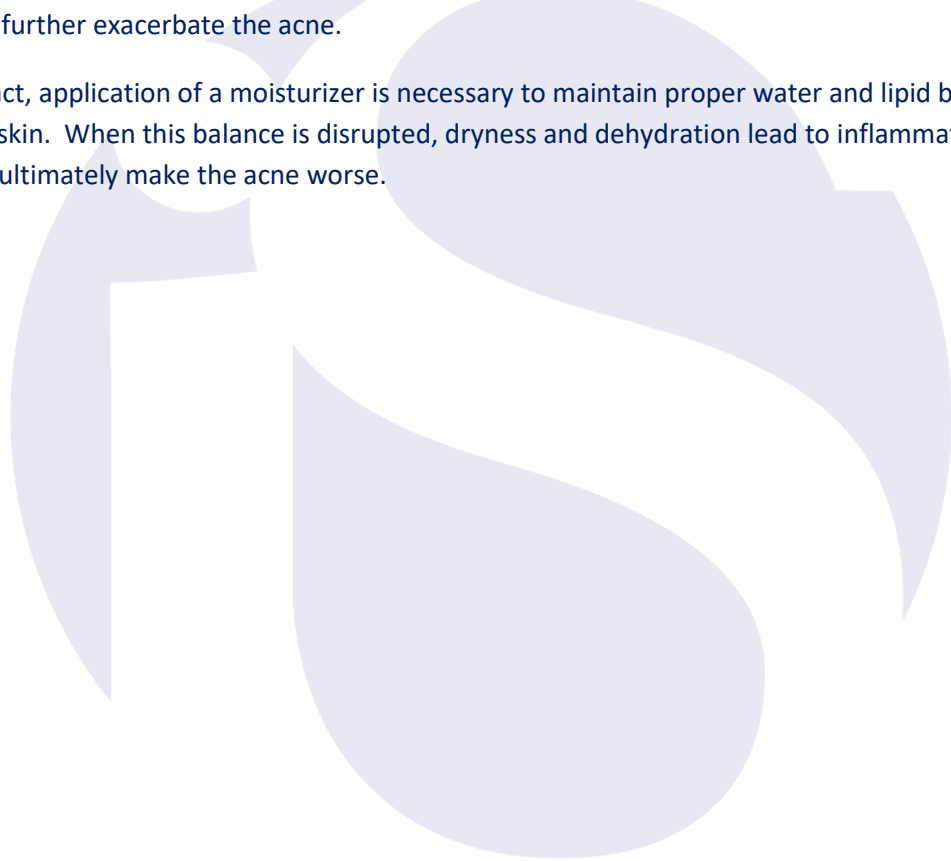 further exacerbate the acne.
ct, application of a moisturizer is necessary to maintain proper water and lipid b
skin.  When this balance is disrupted, dryness and dehydration lead to inflamma
ultimately make the acne worse.